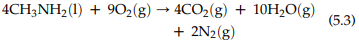 4CH₃NH₂(l) + 9O₂(g) → 4CO₂(g) + 10H₂O(g)
+ 2N₂(g) (5.3)